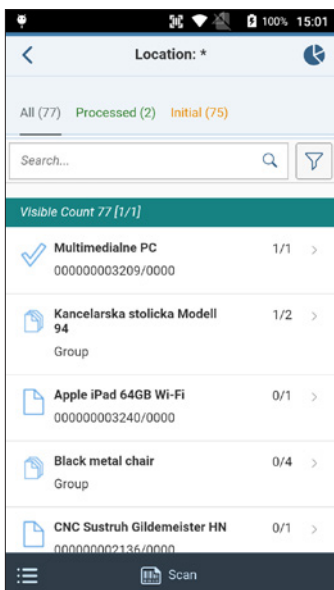 100% 15:01
Location: *
All (77) Processed (2) Initial (75)
Search...
Visible Count 77 [1/1]
Multimedialne PC 1/1
000000003209/0000
Kancelarska stolicka Modell 1/2
94
Group
Apple iPad 64GB Wi-Fi 0/1
000000003240/0000
Black metal chair 0/4
Group
CNC Sustruh Gildemeister HN 0/1
000000002136/0000
Scan